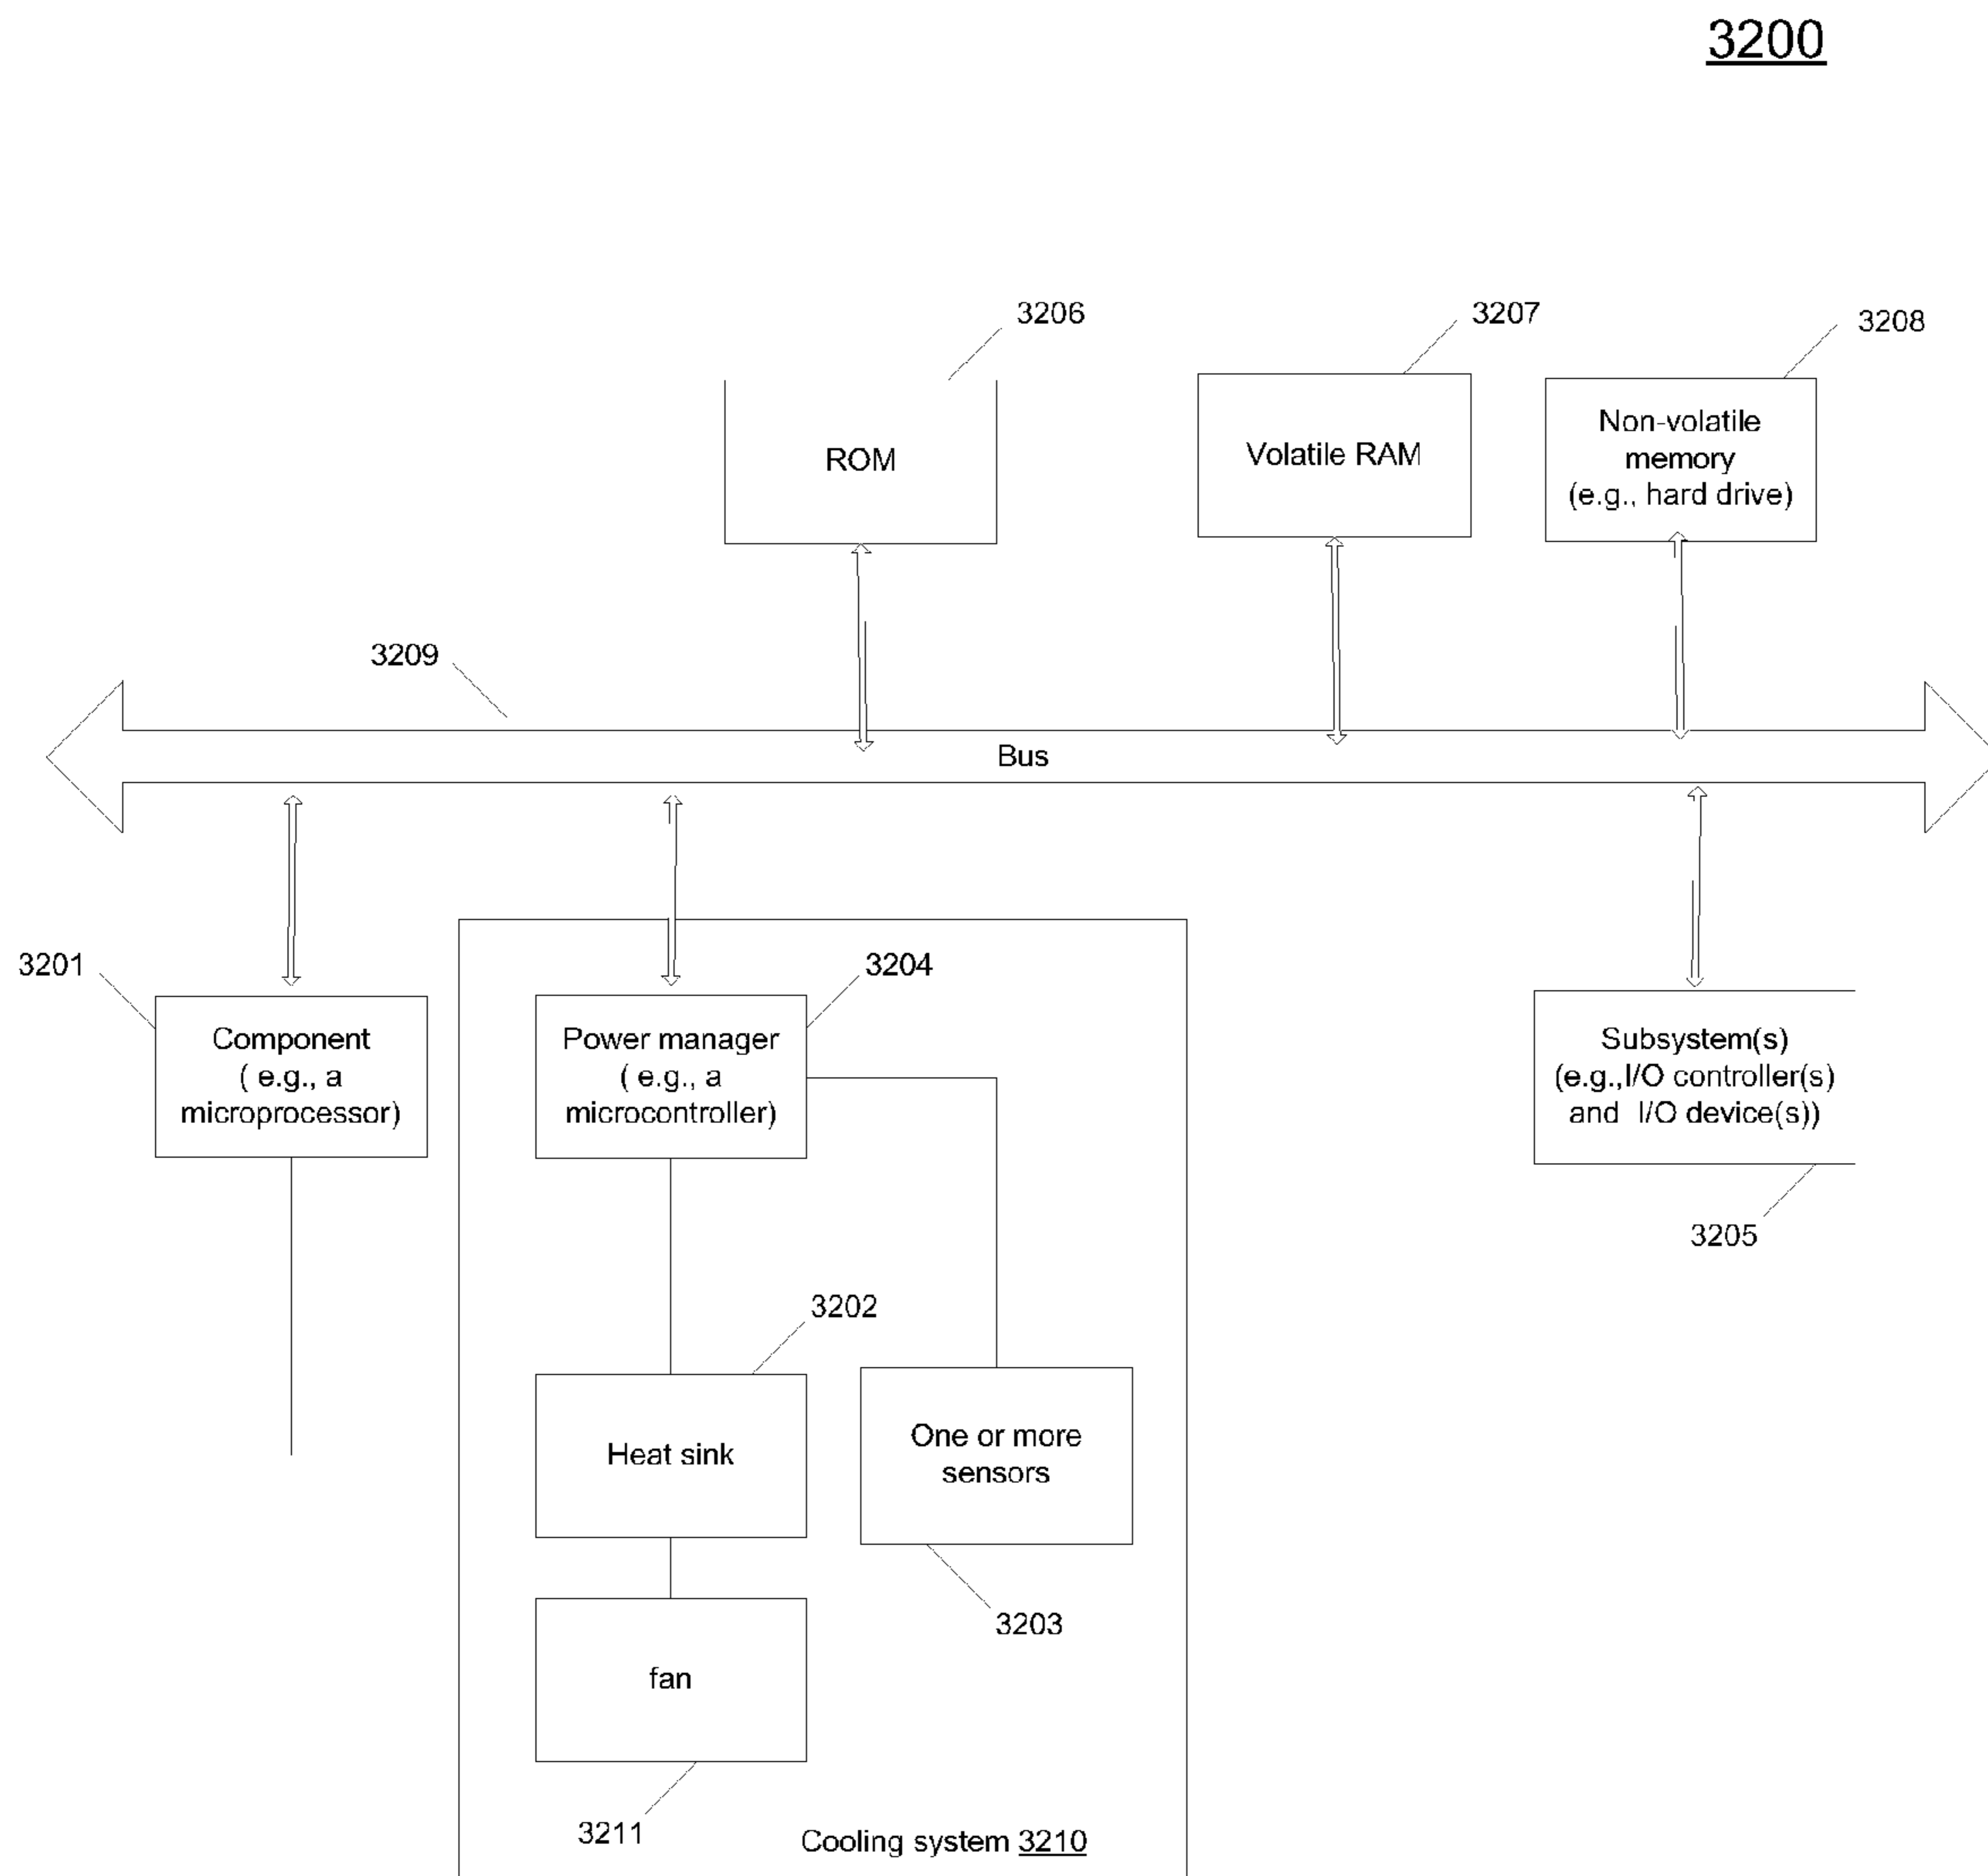 3200
3206
3207
3208
ROM
Volatile RAM
Non-volatile
memory
(e.g., hard drive)
3209
Bus
3201
3204
Component
( e.g., a
microprocessor)
Power manager
( e.g., a
microcontroller)
Subsystem(s)
(e.g.,I/O controller(s)
and I/O device(s))
3205
3202
Heat sink
One or more
sensors
3203
fan
3211
Cooling system 3210